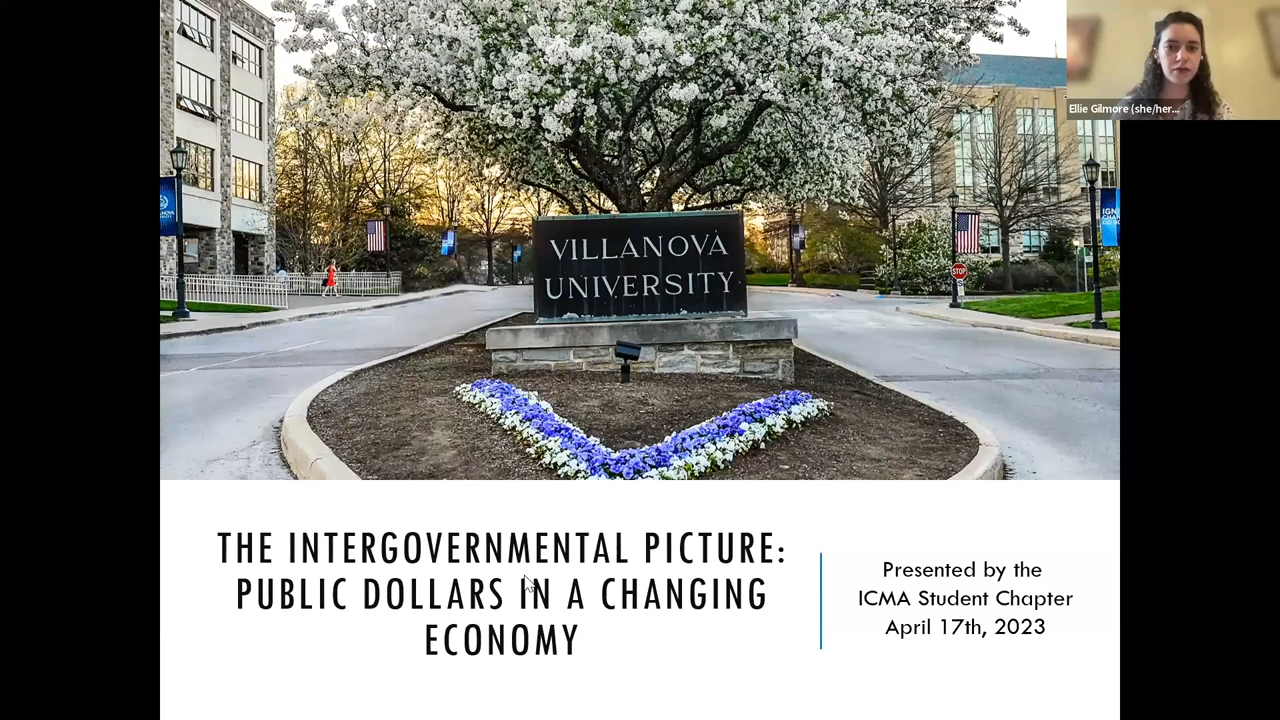 Ellie Gilmore (she/her...
VILLANOVA
UNIVERSITY
STOP
THE INTERGOVERNMENTAL PICTURE:
PUBLIC DOLLARS IN A CHANGING
ECONOMY
Presented by the
ICMA Student Chapter
April 17th, 2023